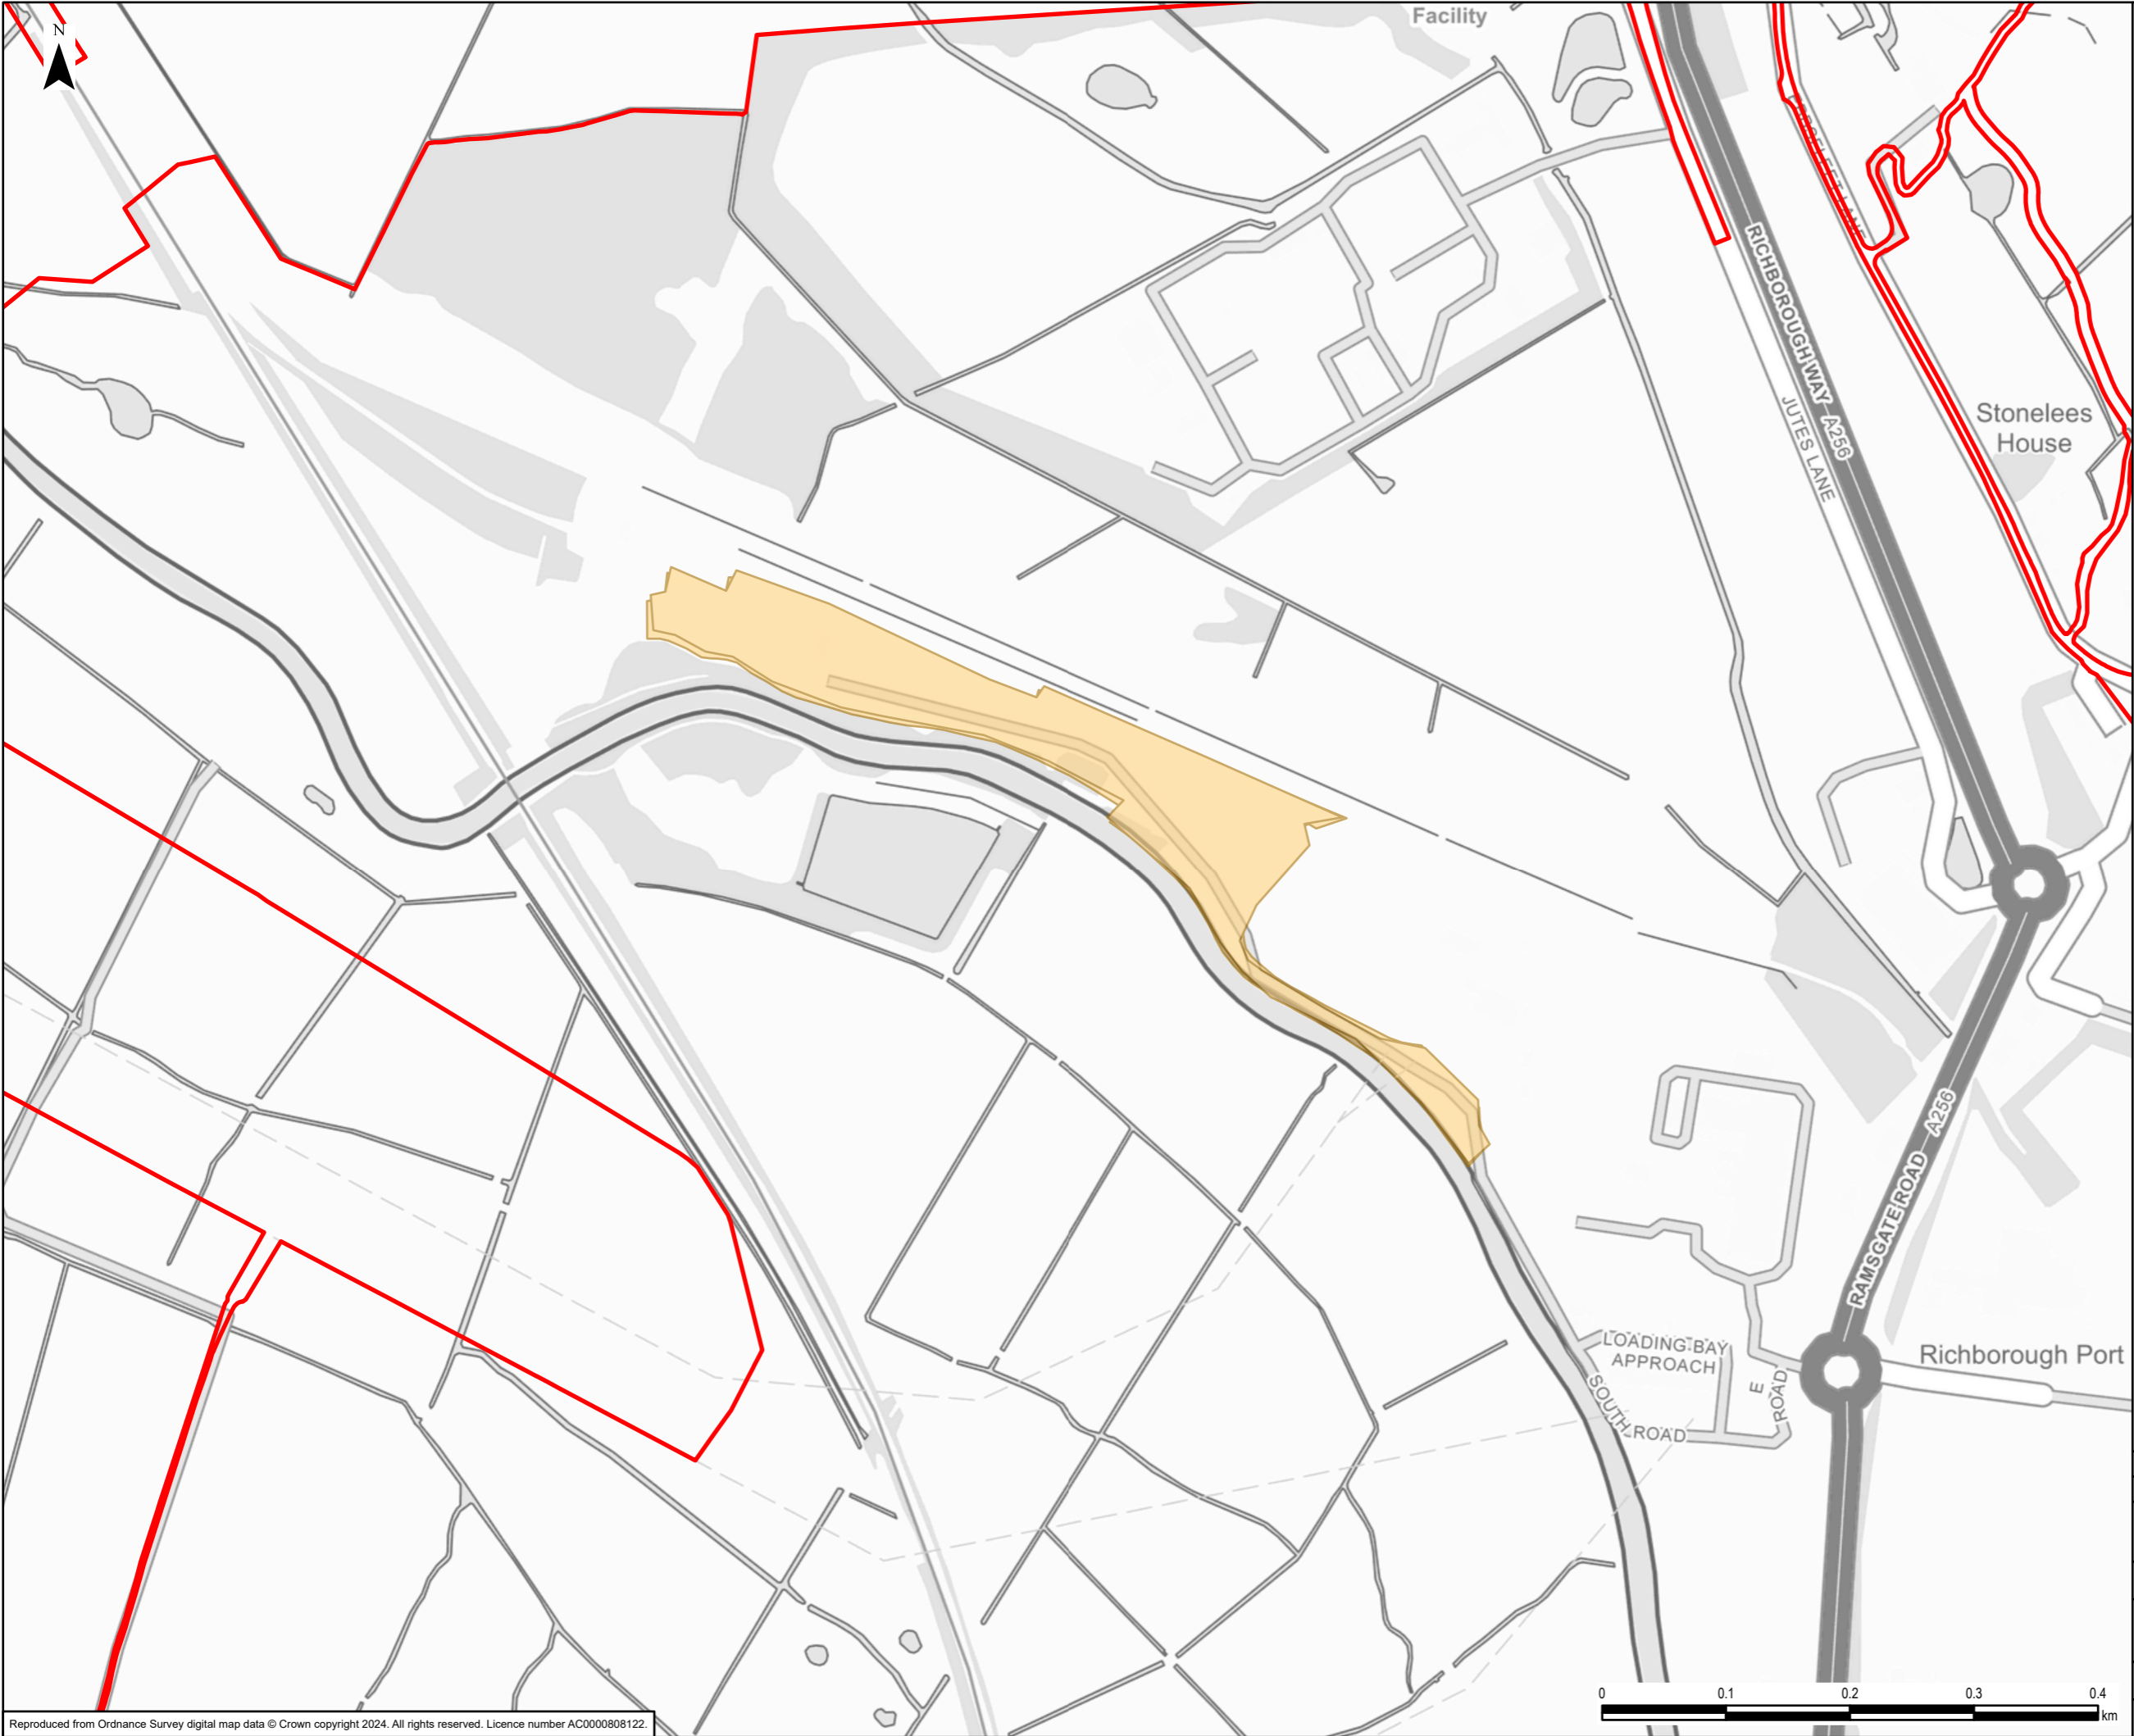 N
Facility
EBBSFLEET LANE
RICHBOROUGH WAY A256
JUTES LANE
Stonelees
House
RAMSGATE ROAD A256
LOADING BAY
APPROACH
E
ROAD
Richborough Port
SOUTH ROAD
0 0.1 0.2 0.3 0.4
km
Reproduced from Ordnance Survey digital map data © Crown copyright 2024. All rights reserved. Licence number AC0000808122.